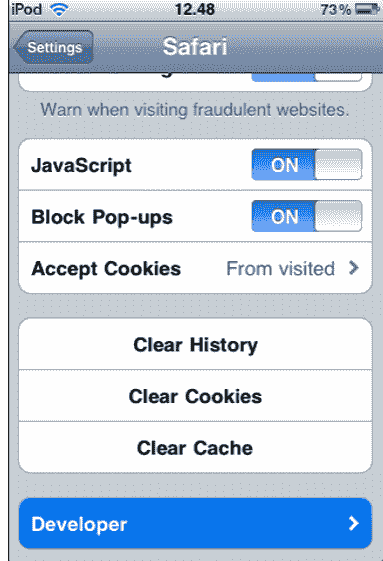 iPod 12.48 73%
Settings Safari
Warn when visiting fraudulent websites.
JavaScript ON
Block Pop-ups ON
Accept Cookies From visited
Clear History
Clear Cookies
Clear Cache
Developer